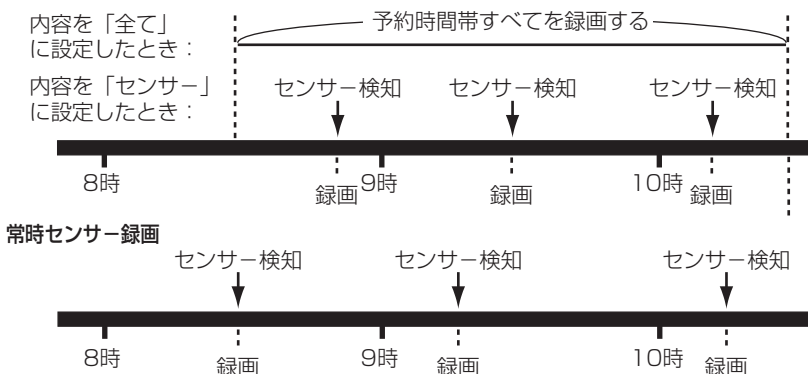 内容を「全て」
に設定したとき：
予約時間帯すべてを録画する
内容を「センサー」
に設定したとき：
センサー検知 センサー検知 センサー検知
8時 録画 9時 録画 10時 録画
常時センサー録画
センサー検知 センサー検知 センサー検知
8時 録画 9時 録画 10時 録画